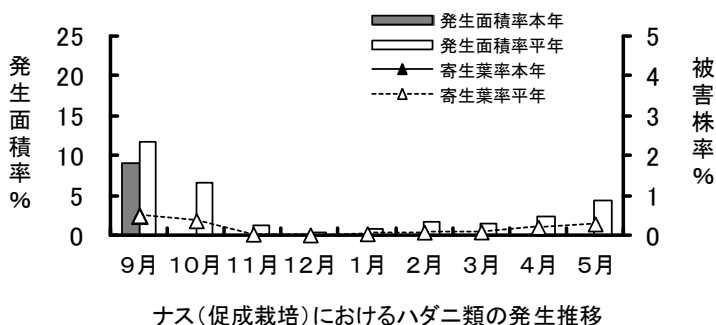 発生面積率本年
発生面積率平年
寄生葉率本年
寄生葉率平年
発生面積率%
25
20
15
10
5
0
被害株率%
5
4
3
2
1
0
9月 10月 11月 12月 1月 2月 3月 4月 5月
ナス(促成栽培)におけるハダニ類の発生推移